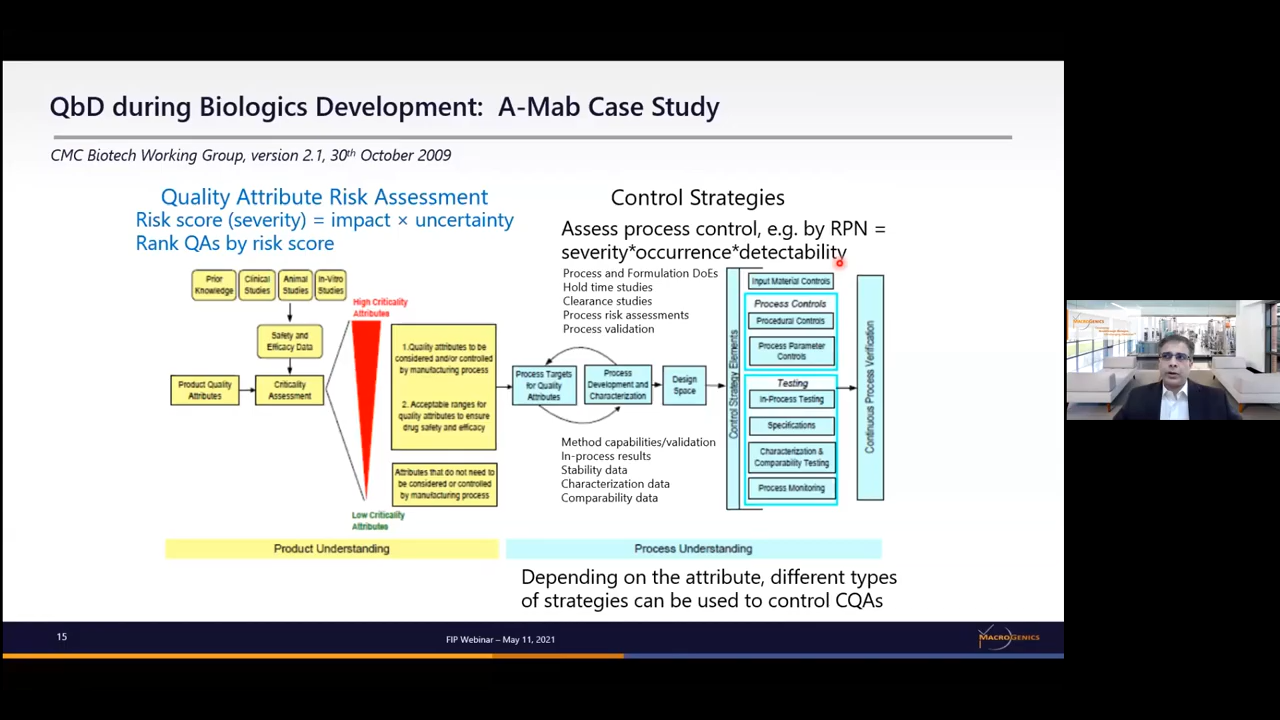 QbD during Biologics Development: A-Mab Case Study
CMC Biotech Working Group, version 2.1, 30th October 2009
Quality Attribute Risk Assessment
Risk score (severity) = impact × uncertainty
Rank QAs by risk score
Prior
Knowledge
Clinical
Studies
Animal
Studies
In-Vitro
Studies
Safety and
Efficacy Data
Product Quality
Attributes
Criticality
Assessment
High Criticality
Attributes
Low Criticality
Attributes
1.Quality attributes to be
considered and/or controlled
by manufacturing process
2. Acceptable ranges for
quality attributes to ensure
drug safety and efficacy
Attributes that do not need to
be considered or controlled
by manufacturing process
Product Understanding
Control Strategies
Assess process control, e.g. by RPN =
severity*occurrence*detectability
Process and Formulation DoEs
Hold time studies
Clearance studies
Process risk assessments
Process validation
Process Targets
for Quality
Attributes
Process
Development and
Characterization
Design
Space
Method capabilities/validation
In-process results
Stability data
Characterization data
Comparability data
Control Strategy Elements
Input Material Controls
Process Controls
Procedural Controls
Process Parameter
Controls
Testing
In-Process Testing
Specifications
Characterization &
Comparability Testing
Process Monitoring
Continuous Process Verification
Process Understanding
Depending on the attribute, different types
of strategies can be used to control CQAs
15
FIP Webinar – May 11, 2021
MACROGENICS
MACROGENICS